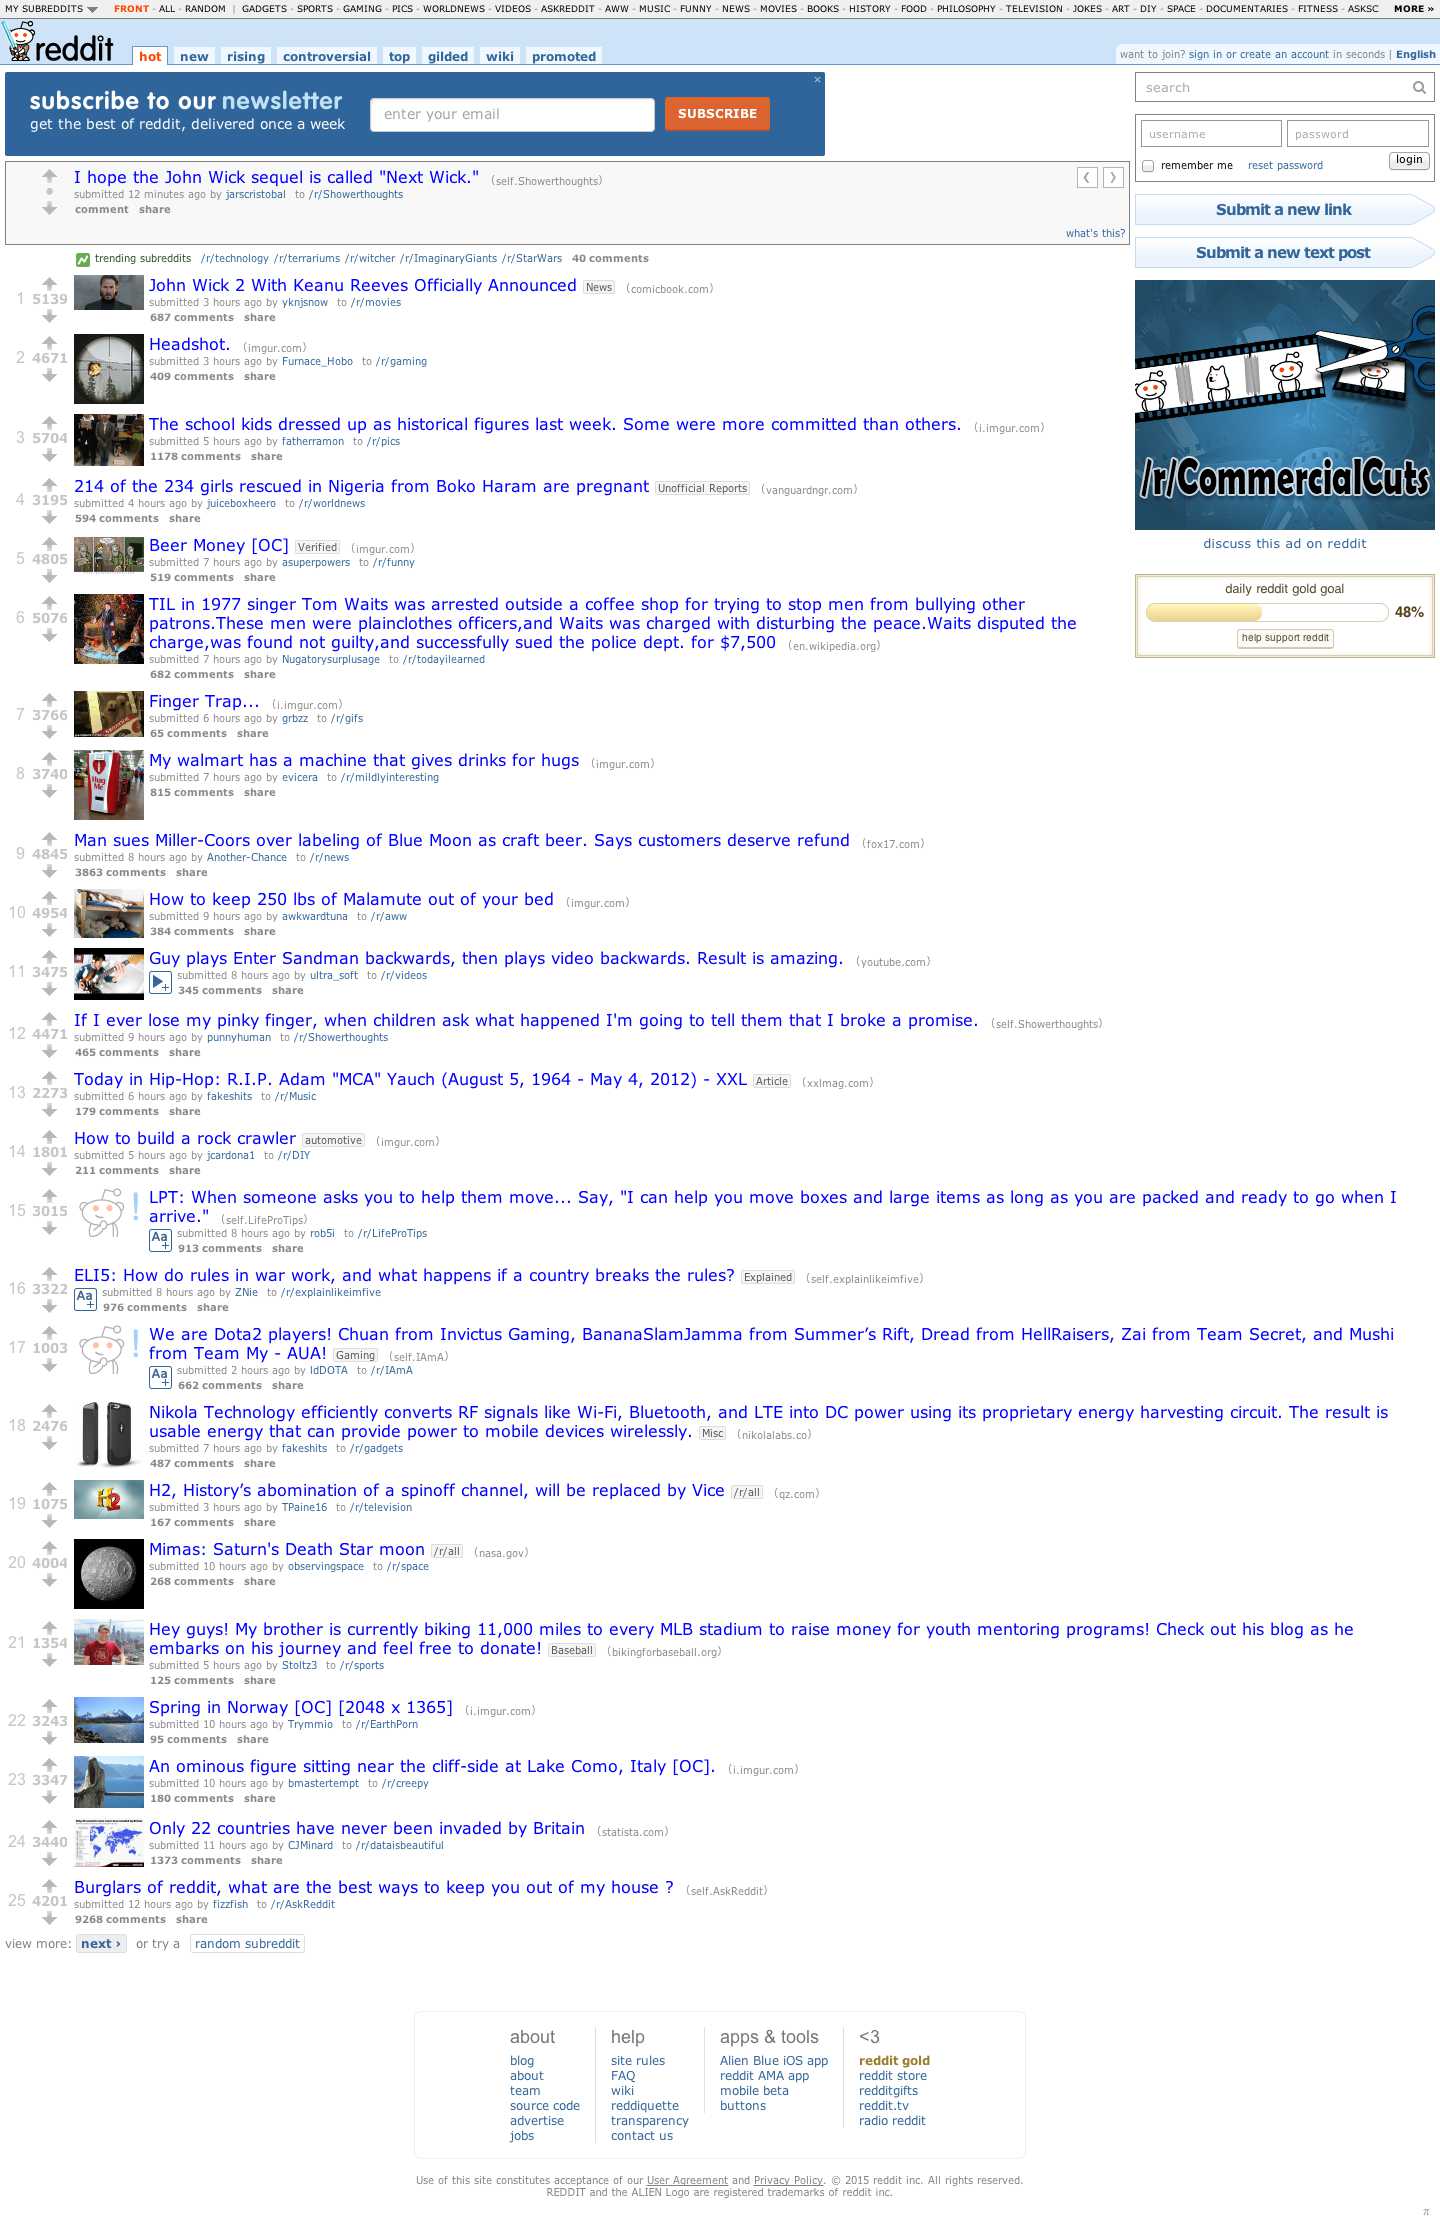 MY SUBREDDITS FRONT - ALL - RANDOM | GADGETS - SPORTS - GAMING - PICS - WORLDNEWS - VIDEOS - ASKREDDIT - AWW - MUSIC - FUNNY - NEWS - MOVIES - BOOKS - HISTORY - FOOD - PHILOSOPHY - TELEVISION - JOKES - ART - DIY - SPACE - DOCUMENTARIES - FITNESS - ASKSC MORE »
reddit hot new rising controversial top gilded wiki promoted
want to join? sign in or create an account in seconds | English
subscribe to our newsletter
get the best of reddit, delivered once a week
enter your email
SUBSCRIBE
search
username password
remember me reset password login
Submit a new link
Submit a new text post
/r/CommercialCuts
discuss this ad on reddit
daily reddit gold goal
48%
help support reddit
I hope the John Wick sequel is called "Next Wick." (self.Showerthoughts)
submitted 12 minutes ago by jarscristobal to /r/Showerthoughts
comment share
what's this?
trending subreddits /r/technology /r/terrariums /r/witcher /r/ImaginaryGiants /r/StarWars 40 comments
1 5139 John Wick 2 With Keanu Reeves Officially Announced News (comicbook.com)
submitted 3 hours ago by yknjsnow to /r/movies
687 comments share
2 4671 Headshot. (imgur.com)
submitted 3 hours ago by Furnace_Hobo to /r/gaming
409 comments share
3 5704 The school kids dressed up as historical figures last week. Some were more committed than others. (i.imgur.com)
submitted 5 hours ago by fatherramon to /r/pics
1178 comments share
4 3195 214 of the 234 girls rescued in Nigeria from Boko Haram are pregnant Unofficial Reports (vanguardngr.com)
submitted 4 hours ago by juiceboxheero to /r/worldnews
594 comments share
5 4805 Beer Money [OC] Verified (imgur.com)
submitted 7 hours ago by asuperpowers to /r/funny
519 comments share
6 5076 TIL in 1977 singer Tom Waits was arrested outside a coffee shop for trying to stop men from bullying other
patrons.These men were plainclothes officers,and Waits was charged with disturbing the peace.Waits disputed the
charge,was found not guilty,and successfully sued the police dept. for $7,500 (en.wikipedia.org)
submitted 7 hours ago by Nugatorysurplusage to /r/todayilearned
682 comments share
7 3766 Finger Trap... (i.imgur.com)
submitted 6 hours ago by grbzz to /r/gifs
65 comments share
8 3740 My walmart has a machine that gives drinks for hugs (imgur.com)
submitted 7 hours ago by evicera to /r/mildlyinteresting
815 comments share
Hug Me
9 4845 Man sues Miller-Coors over labeling of Blue Moon as craft beer. Says customers deserve refund (fox17.com)
submitted 8 hours ago by Another-Chance to /r/news
3863 comments share
10 4954 How to keep 250 lbs of Malamute out of your bed (imgur.com)
submitted 9 hours ago by awkwardtuna to /r/aww
384 comments share
11 3475 Guy plays Enter Sandman backwards, then plays video backwards. Result is amazing. (youtube.com)
submitted 8 hours ago by ultra_soft to /r/videos
345 comments share
12 4471 If I ever lose my pinky finger, when children ask what happened I'm going to tell them that I broke a promise. (self.Showerthoughts)
submitted 9 hours ago by punnyhuman to /r/Showerthoughts
465 comments share
13 2273 Today in Hip-Hop: R.I.P. Adam "MCA" Yauch (August 5, 1964 - May 4, 2012) - XXL Article (xxlmag.com)
submitted 6 hours ago by fakeshits to /r/Music
179 comments share
14 1801 How to build a rock crawler automotive (imgur.com)
submitted 5 hours ago by jcardona1 to /r/DIY
211 comments share
15 3015 LPT: When someone asks you to help them move... Say, "I can help you move boxes and large items as long as you are packed and ready to go when I
arrive." (self.LifeProTips)
Aa+ submitted 8 hours ago by rob5i to /r/LifeProTips
913 comments share
16 3322 ELI5: How do rules in war work, and what happens if a country breaks the rules? Explained (self.explainlikeimfive)
Aa+ submitted 8 hours ago by ZNie to /r/explainlikeimfive
976 comments share
17 1003 We are Dota2 players! Chuan from Invictus Gaming, BananaSlamJamma from Summer’s Rift, Dread from HellRaisers, Zai from Team Secret, and Mushi
from Team My - AUA! Gaming (self.IAmA)
Aa+ submitted 2 hours ago by ldDOTA to /r/IAmA
662 comments share
18 2476 Nikola Technology efficiently converts RF signals like Wi-Fi, Bluetooth, and LTE into DC power using its proprietary energy harvesting circuit. The result is
usable energy that can provide power to mobile devices wirelessly. Misc (nikolalabs.co)
submitted 7 hours ago by fakeshits to /r/gadgets
487 comments share
19 1075 H2, History’s abomination of a spinoff channel, will be replaced by Vice /r/all (qz.com)
submitted 3 hours ago by TPaine16 to /r/television
167 comments share
H2
20 4004 Mimas: Saturn's Death Star moon /r/all (nasa.gov)
submitted 10 hours ago by observingspace to /r/space
268 comments share
21 1354 Hey guys! My brother is currently biking 11,000 miles to every MLB stadium to raise money for youth mentoring programs! Check out his blog as he
embarks on his journey and feel free to donate! Baseball (bikingforbaseball.org)
submitted 5 hours ago by Stoltz3 to /r/sports
125 comments share
22 3243 Spring in Norway [OC] [2048 x 1365] (i.imgur.com)
submitted 10 hours ago by Trymmio to /r/EarthPorn
95 comments share
23 3347 An ominous figure sitting near the cliff-side at Lake Como, Italy [OC]. (i.imgur.com)
submitted 10 hours ago by bmastertempt to /r/creepy
180 comments share
24 3440 Only 22 countries have never been invaded by Britain (statista.com)
submitted 11 hours ago by CJMinard to /r/dataisbeautiful
1373 comments share
25 4201 Burglars of reddit, what are the best ways to keep you out of my house ? (self.AskReddit)
submitted 12 hours ago by fizzfish to /r/AskReddit
9268 comments share
view more: next › or try a random subreddit
about
blog
about
team
source code
advertise
jobs
help
site rules
FAQ
wiki
reddiquette
transparency
contact us
apps & tools
Alien Blue iOS app
reddit AMA app
mobile beta
buttons
<3
reddit gold
reddit store
redditgifts
reddit.tv
radio reddit
Use of this site constitutes acceptance of our User Agreement and Privacy Policy. © 2015 reddit inc. All rights reserved.
REDDIT and the ALIEN Logo are registered trademarks of reddit inc.
π